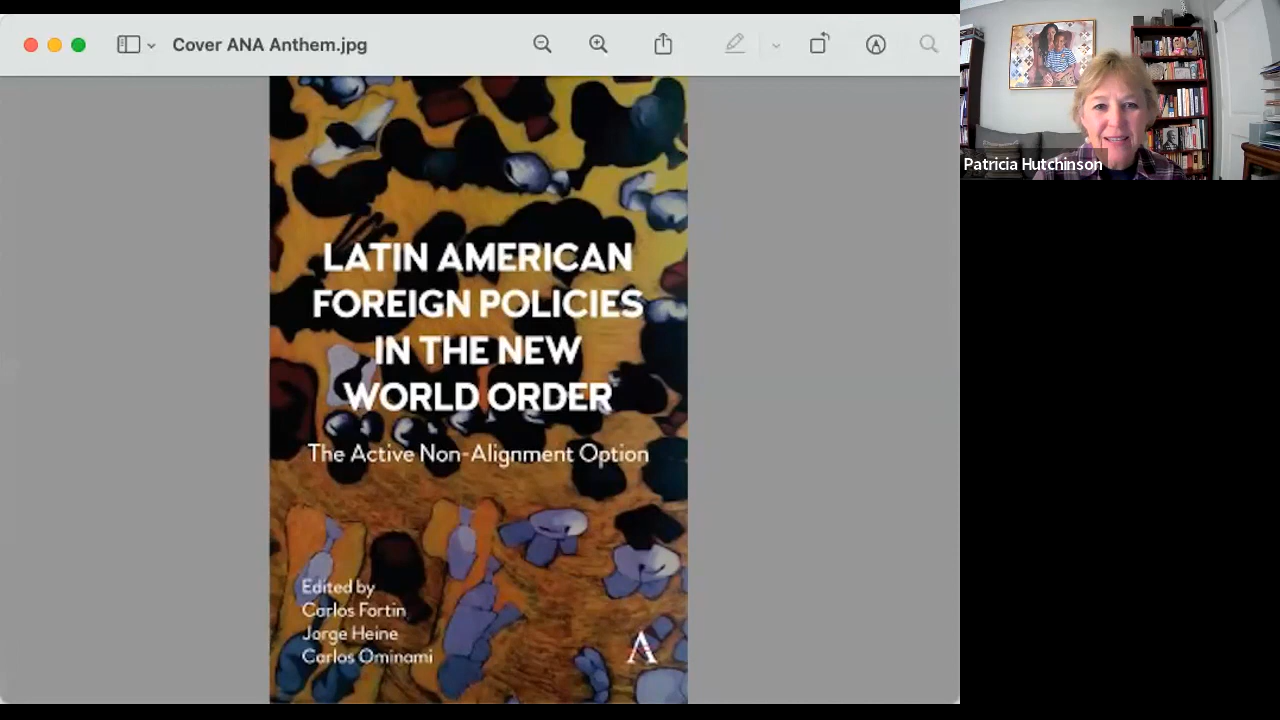 Cover ANA Anthem.jpg
Patricia Hutchinson
LATIN AMERICAN
FOREIGN POLICIES
IN THE NEW
WORLD ORDER
The Active Non-Alignment Option
Edited by
Carlos Fortin
Jorge Heine
Carlos Ominami